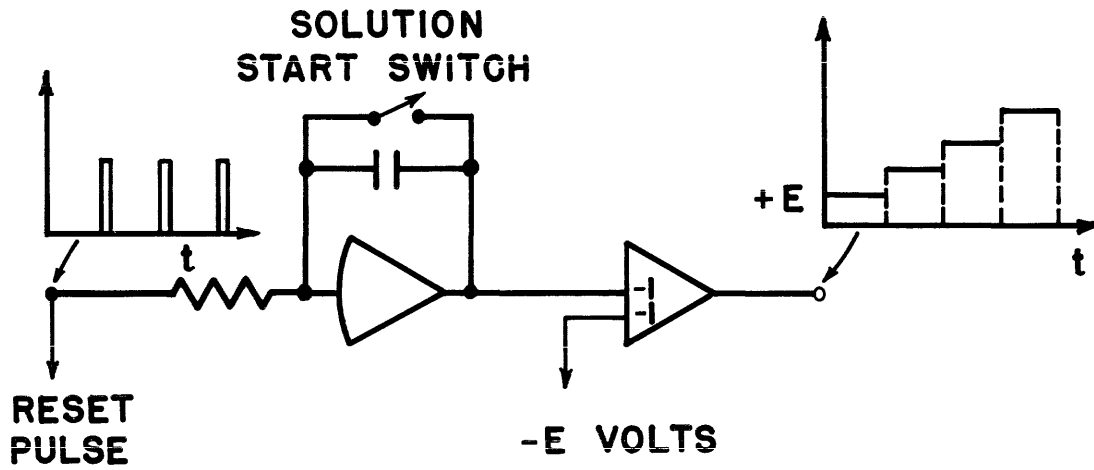 SOLUTION
START SWITCH
+E
t
t
-1
-1
RESET
PULSE
-E VOLTS